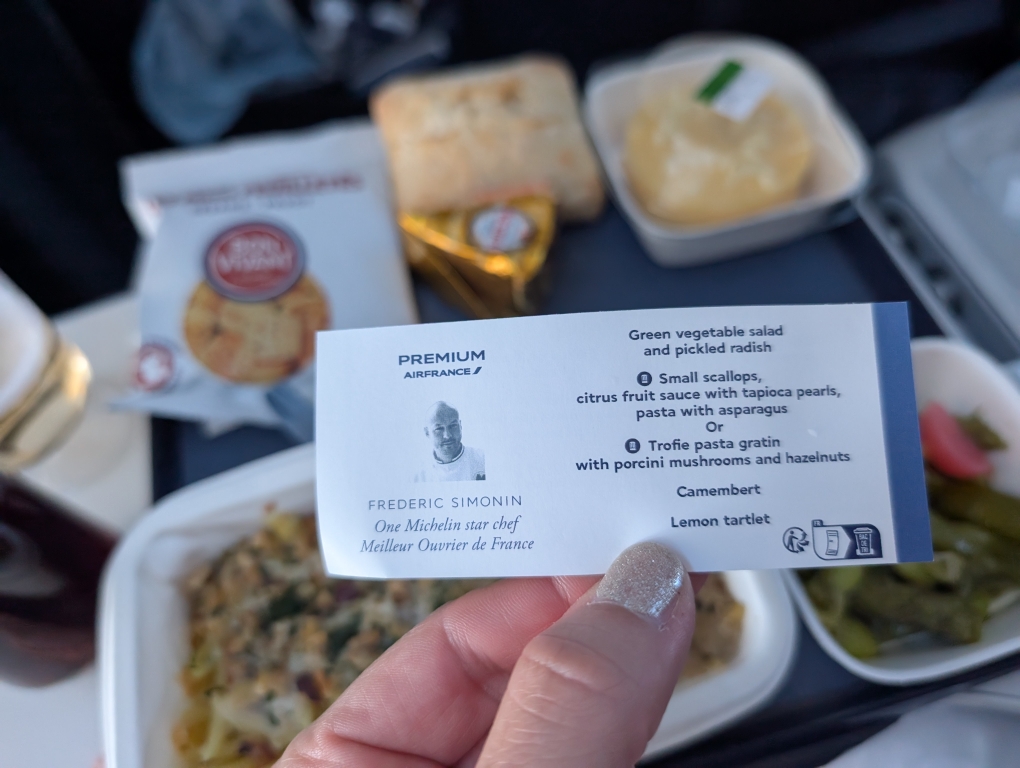 PREMIUM
AIRFRANCE
FREDERIC SIMONIN
One Michelin star chef
Meilleur Ouvrier de France
Green vegetable salad
and pickled radish
Small scallops,
citrus fruit sauce with tapioca pearls,
pasta with asparagus
Or
Trofie pasta gratin
with porcini mushrooms and hazelnuts
Camembert
Lemon tartlet